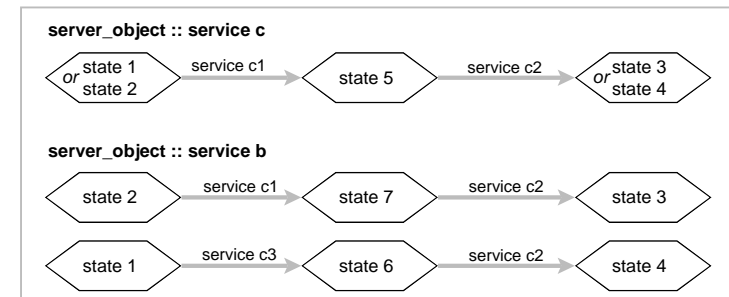 server_object :: service c
or state 1 state 2 service c1 state 5 service c2 or state 3 state 4
server_object :: service b
state 2 service c1 state 7 service c2 state 3
state 1 service c3 state 6 service c2 state 4